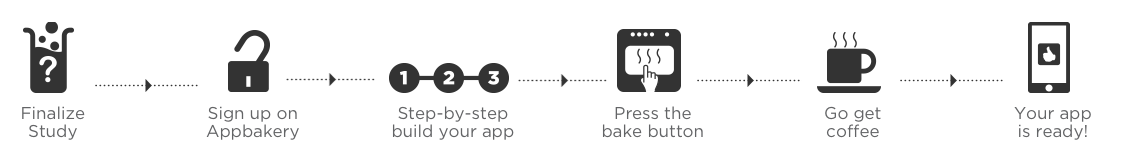 ?
Finalize
Study
Sign up on
Appbakery
1 2 3
Step-by-step
build your app
Press the
bake button
Go get
coffee
Your app
is ready!